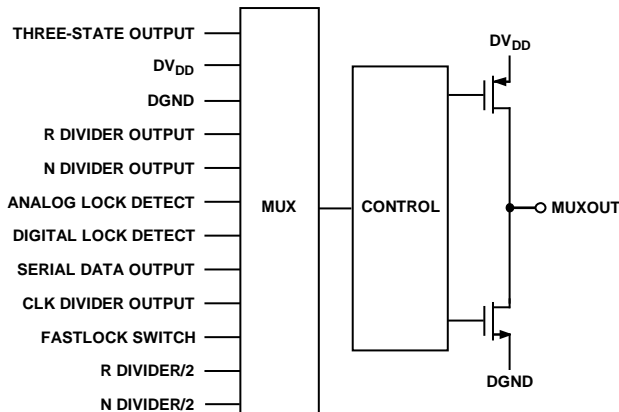 THREE-STATE OUTPUT
DVDD
DGND
R DIVIDER OUTPUT
N DIVIDER OUTPUT
ANALOG LOCK DETECT
DIGITAL LOCK DETECT
SERIAL DATA OUTPUT
CLK DIVIDER OUTPUT
FASTLOCK SWITCH
R DIVIDER/2
N DIVIDER/2
MUX
CONTROL
DVDD
MUXOUT
DGND